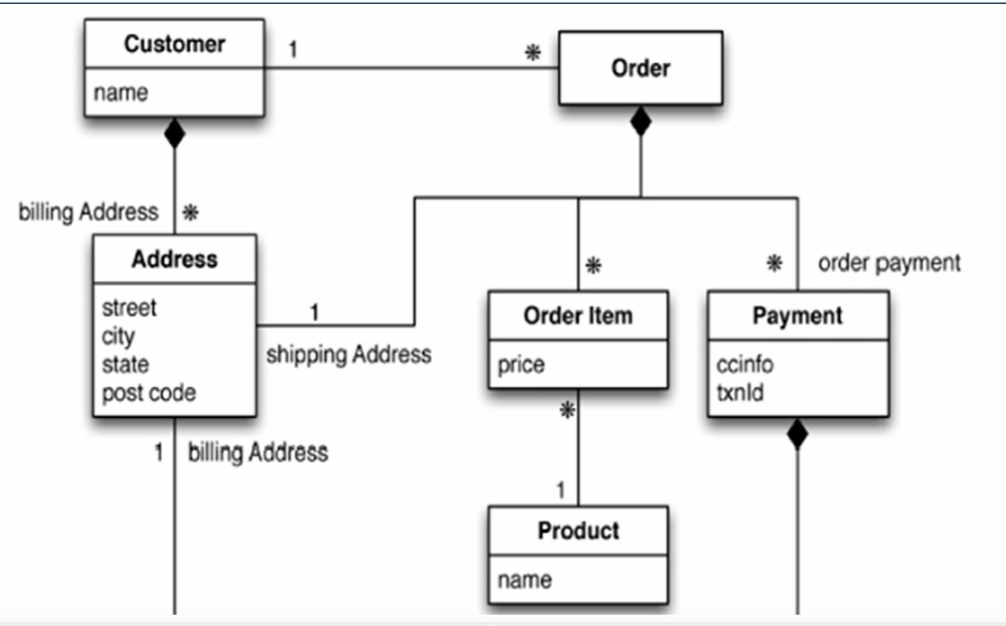 Customer
name
1
*
Order
billing Address
*
Address
street
city
state
post code
1
shipping Address
*
Order Item
price
*
order payment
Payment
ccinfo
txnId
*
1
Product
name
1
billing Address